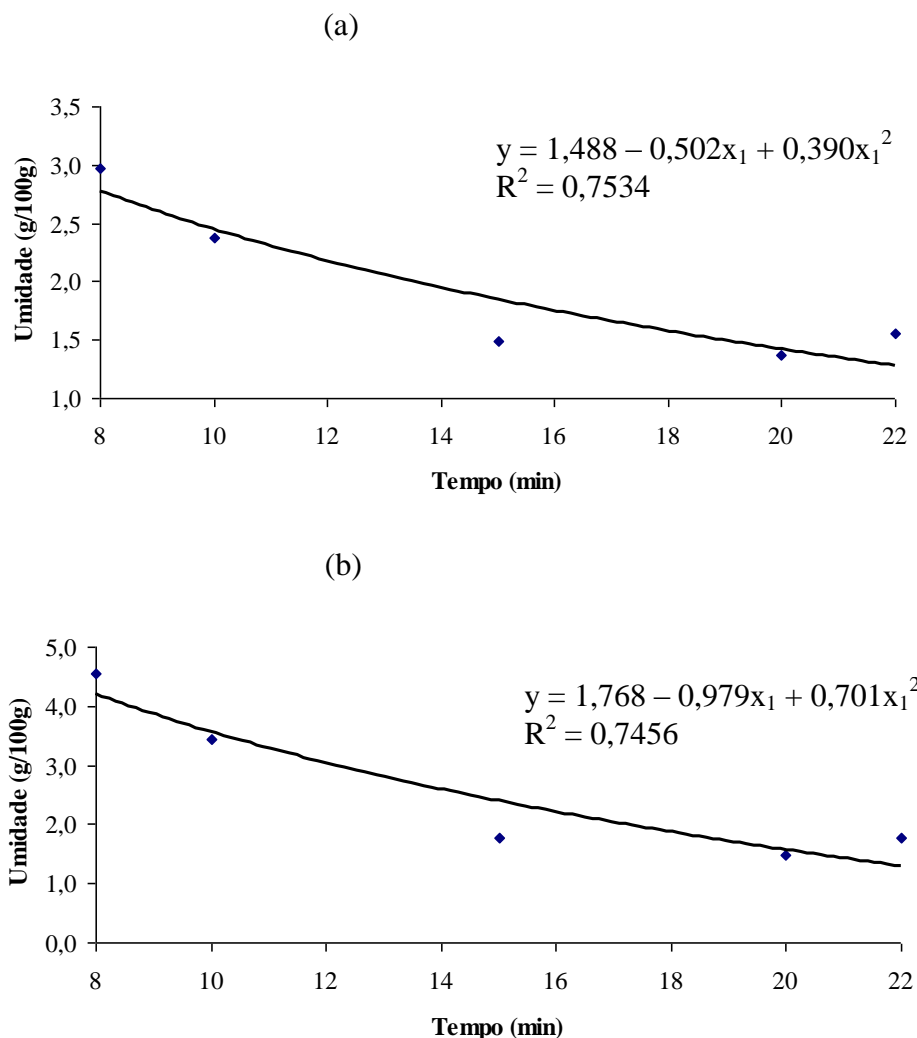 (a)
3,5
3,0
2,5
2,0
1,5
1,0
Umidade (g/100g)
y = 1,488 – 0,502x₁ + 0,390x₁²
R² = 0,7534
8 10 12 14 16 18 20 22
Tempo (min)
(b)
5,0
4,0
3,0
2,0
1,0
0,0
Umidade (g/100g)
y = 1,768 – 0,979x₁ + 0,701x₁²
R² = 0,7456
8 10 12 14 16 18 20 22
Tempo (min)